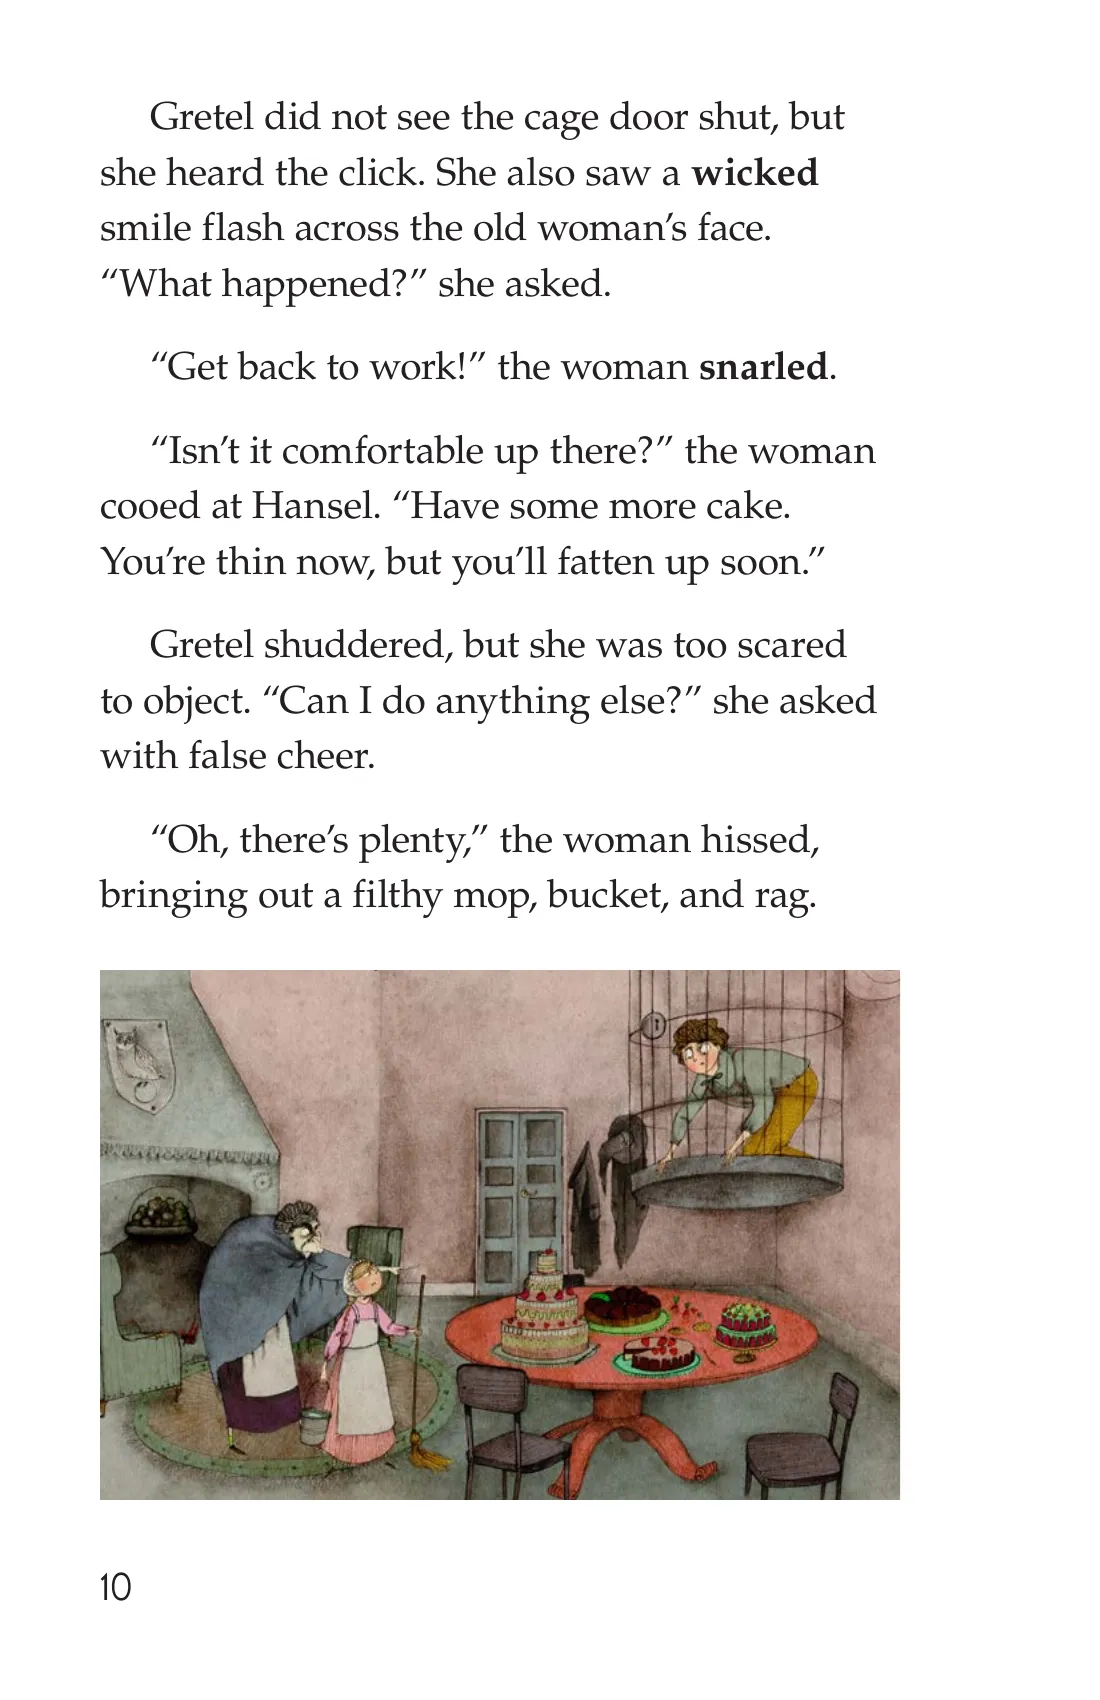 Gretel did not see the cage door shut, but
she heard the click. She also saw a wicked
smile flash across the old woman’s face.
“What happened?” she asked.
“Get back to work!” the woman snarled.
“Isn’t it comfortable up there?” the woman
cooed at Hansel. “Have some more cake.
You’re thin now, but you’ll fatten up soon.”
Gretel shuddered, but she was too scared
to object. “Can I do anything else?” she asked
with false cheer.
“Oh, there’s plenty,” the woman hissed,
bringing out a filthy mop, bucket, and rag.
10